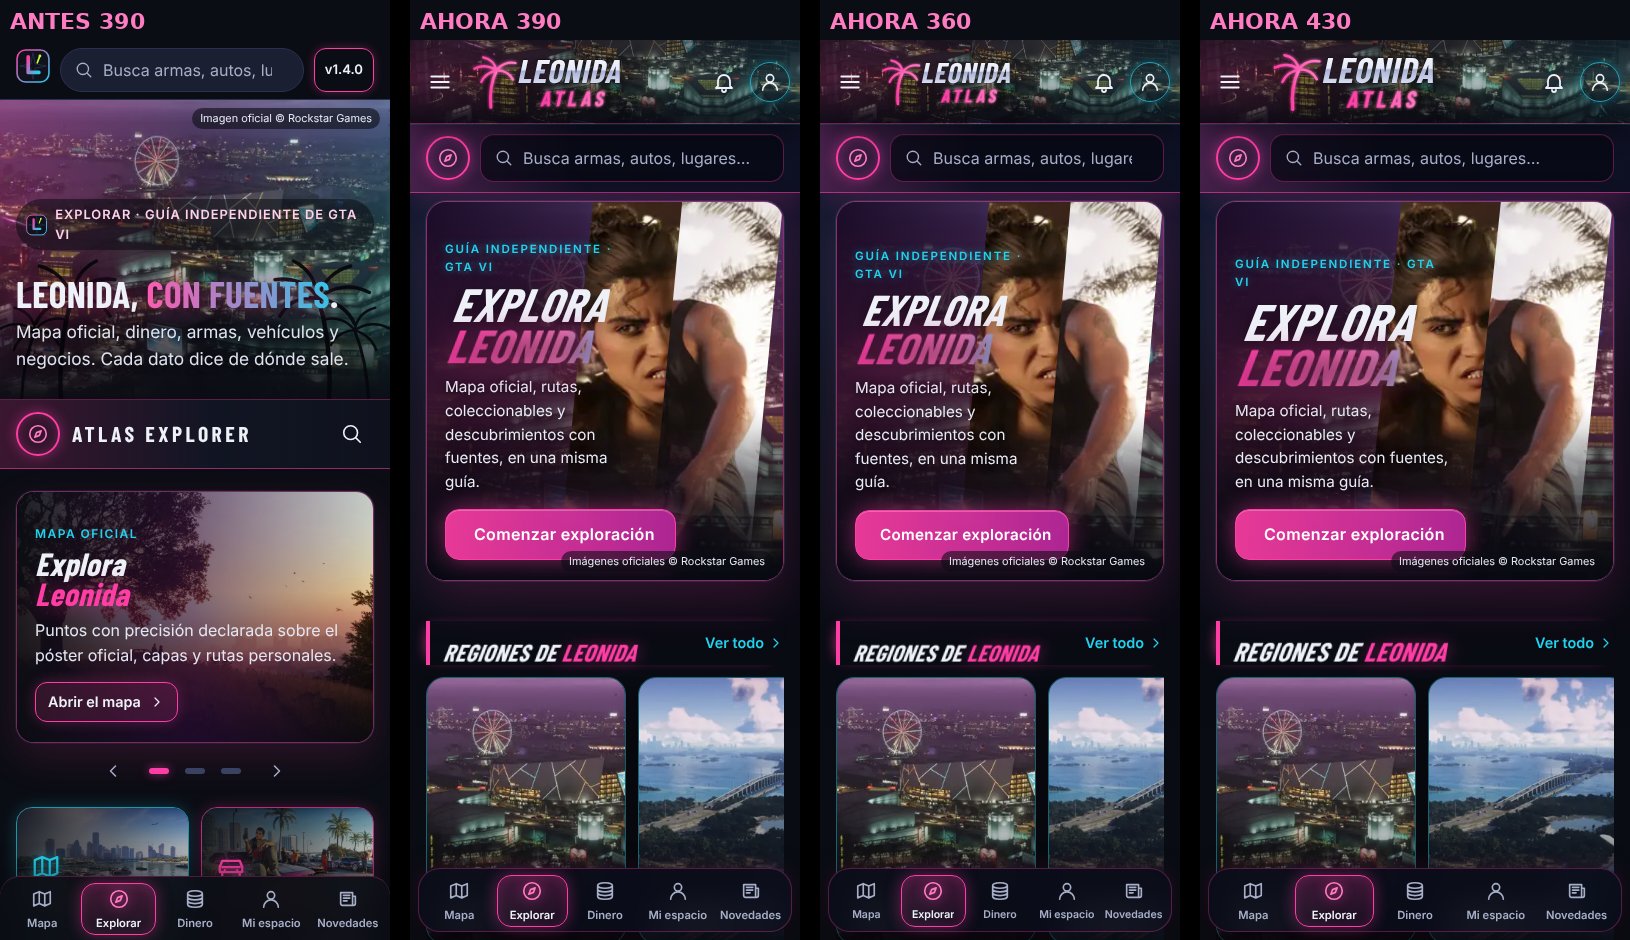 ANTES 390
Busca armas, autos, lu
v1.4.0
Imagen oficial © Rockstar Games
EXPLORAR · GUÍA INDEPENDIENTE DE GTA
VI
LEONIDA, CON FUENTES.
Mapa oficial, dinero, armas, vehículos y
negocios. Cada dato dice de dónde sale.
ATLAS EXPLORER
MAPA OFICIAL
Explora
Leonida
Puntos con precisión declarada sobre el
póster oficial, capas y rutas personales.
Abrir el mapa
Mapa
Explorar
Dinero
Mi espacio
Novedades
AHORA 390
LEONIDA
ATLAS
Busca armas, autos, lugares...
GUÍA INDEPENDIENTE ·
GTA VI
EXPLORA
LEONIDA
Mapa oficial, rutas,
coleccionables y
descubrimientos con
fuentes, en una misma
guía.
Comenzar exploración
Imágenes oficiales © Rockstar Games
REGIONES DE LEONIDA
Ver todo
Mapa
Explorar
Dinero
Mi espacio
Novedades
AHORA 360
LEONIDA
ATLAS
Busca armas, autos, lugare
GUÍA INDEPENDIENTE ·
GTA VI
EXPLORA
LEONIDA
Mapa oficial, rutas,
coleccionables y
descubrimientos con
fuentes, en una misma
guía.
Comenzar exploración
Imágenes oficiales © Rockstar Games
REGIONES DE LEONIDA
Ver todo
Mapa
Explorar
Dinero
Mi espacio
Novedades
AHORA 430
LEONIDA
ATLAS
Busca armas, autos, lugares...
GUÍA INDEPENDIENTE · GTA
VI
EXPLORA
LEONIDA
Mapa oficial, rutas,
coleccionables y
descubrimientos con fuentes,
en una misma guía.
Comenzar exploración
Imágenes oficiales © Rockstar Games
REGIONES DE LEONIDA
Ver todo
Mapa
Explorar
Dinero
Mi espacio
Novedades